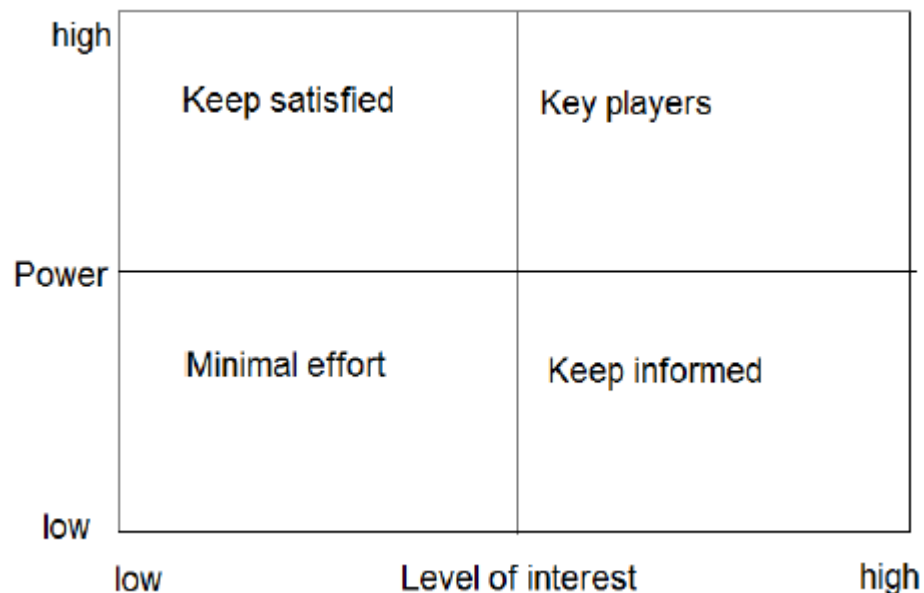 high
Keep satisfied
Key players
Power
Minimal effort
Keep informed
low
low
Level of interest
high